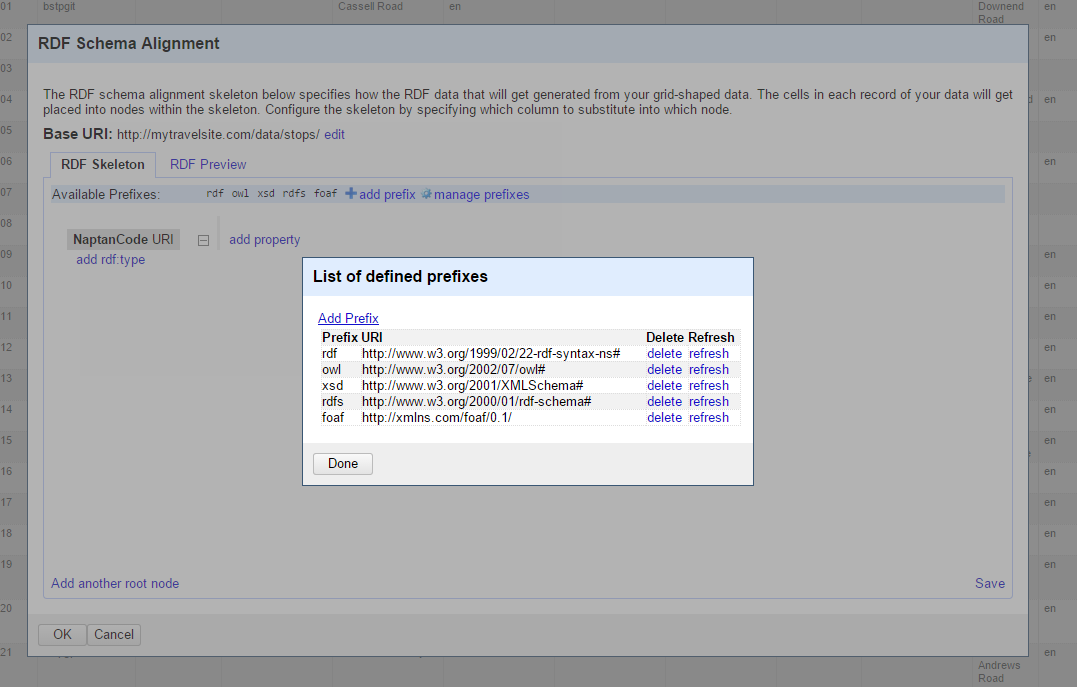 01 bstpgit Cassell Road en Downend en
Road
RDF Schema Alignment
02 en
03
The RDF schema alignment skeleton below specifies how the RDF data that will get generated from your grid-shaped data. The cells in each record of your data will get
04 en
placed into nodes within the skeleton. Configure the skeleton by specifying which column to substitute into which node.
05 en
Base URI: http://mytravelsite.com/data/stops/ edit
06 en
RDF Skeleton RDF Preview
07 en
Available Prefixes: rdf owl xsd rdfs foaf add prefix manage prefixes
08
NaptanCode URI add property
09 en
add rdf:type
List of defined prefixes
10 en
11 en
Add Prefix
Prefix URI Delete Refresh
12 en
rdf http://www.w3.org/1999/02/22-rdf-syntax-ns# delete refresh
owl http://www.w3.org/2002/07/owl# delete refresh
13 en
xsd http://www.w3.org/2001/XMLSchema# delete refresh
rdfs http://www.w3.org/2000/01/rdf-schema# delete refresh
14 en
foaf http://xmlns.com/foaf/0.1/ delete refresh
15 en
Done
16 en
17 en
18 en
19 en
Add another root node Save
20 en
OK Cancel
21 en
Andrews
Road